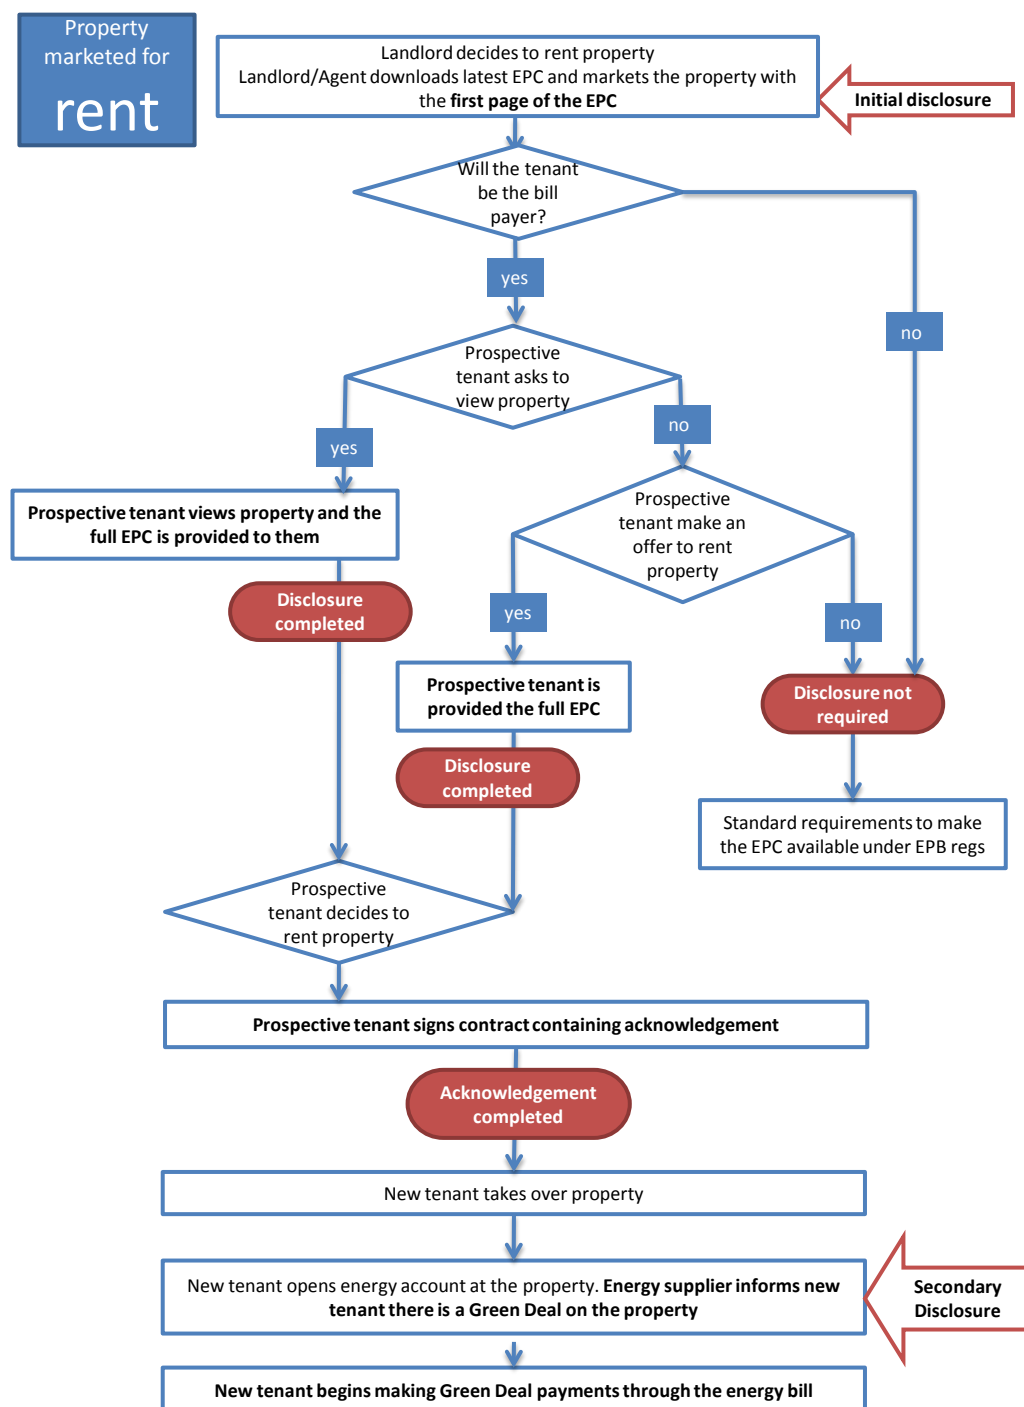 Property
marketed for
rent
Landlord decides to rent property
Landlord/Agent downloads latest EPC and markets the property with
the first page of the EPC
Initial disclosure
Will the tenant
be the bill
payer?
yes
no
Prospective
tenant asks to
view property
yes
no
Prospective tenant views property and the
full EPC is provided to them
Prospective
tenant make an
offer to rent
property
Disclosure
completed
yes
no
Prospective tenant is
provided the full EPC
Disclosure not
required
Disclosure
completed
Standard requirements to make
the EPC available under EPB regs
Prospective
tenant decides to
rent property
Prospective tenant signs contract containing acknowledgement
Acknowledgement
completed
New tenant takes over property
New tenant opens energy account at the property. Energy supplier informs new
tenant there is a Green Deal on the property
Secondary
Disclosure
New tenant begins making Green Deal payments through the energy bill